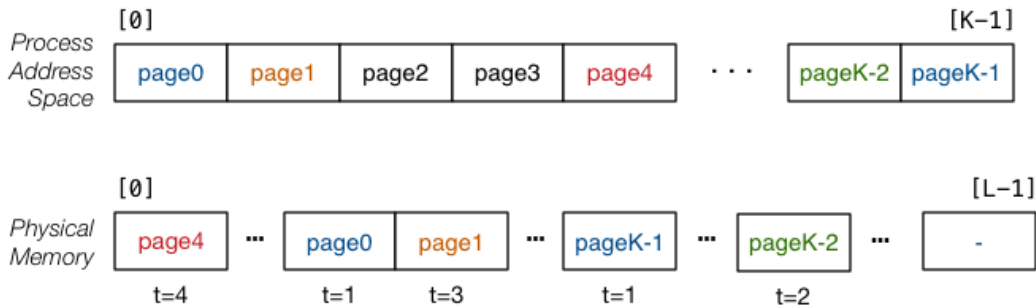 [0] [K-1]
Process
Address
Space
page0 page1 page2 page3 page4 ... pageK-2 pageK-1
[0] [L-1]
Physical
Memory
page4 ... page0 page1 ... pageK-1 ... pageK-2 ... -
t=4 t=1 t=3 t=1 t=2